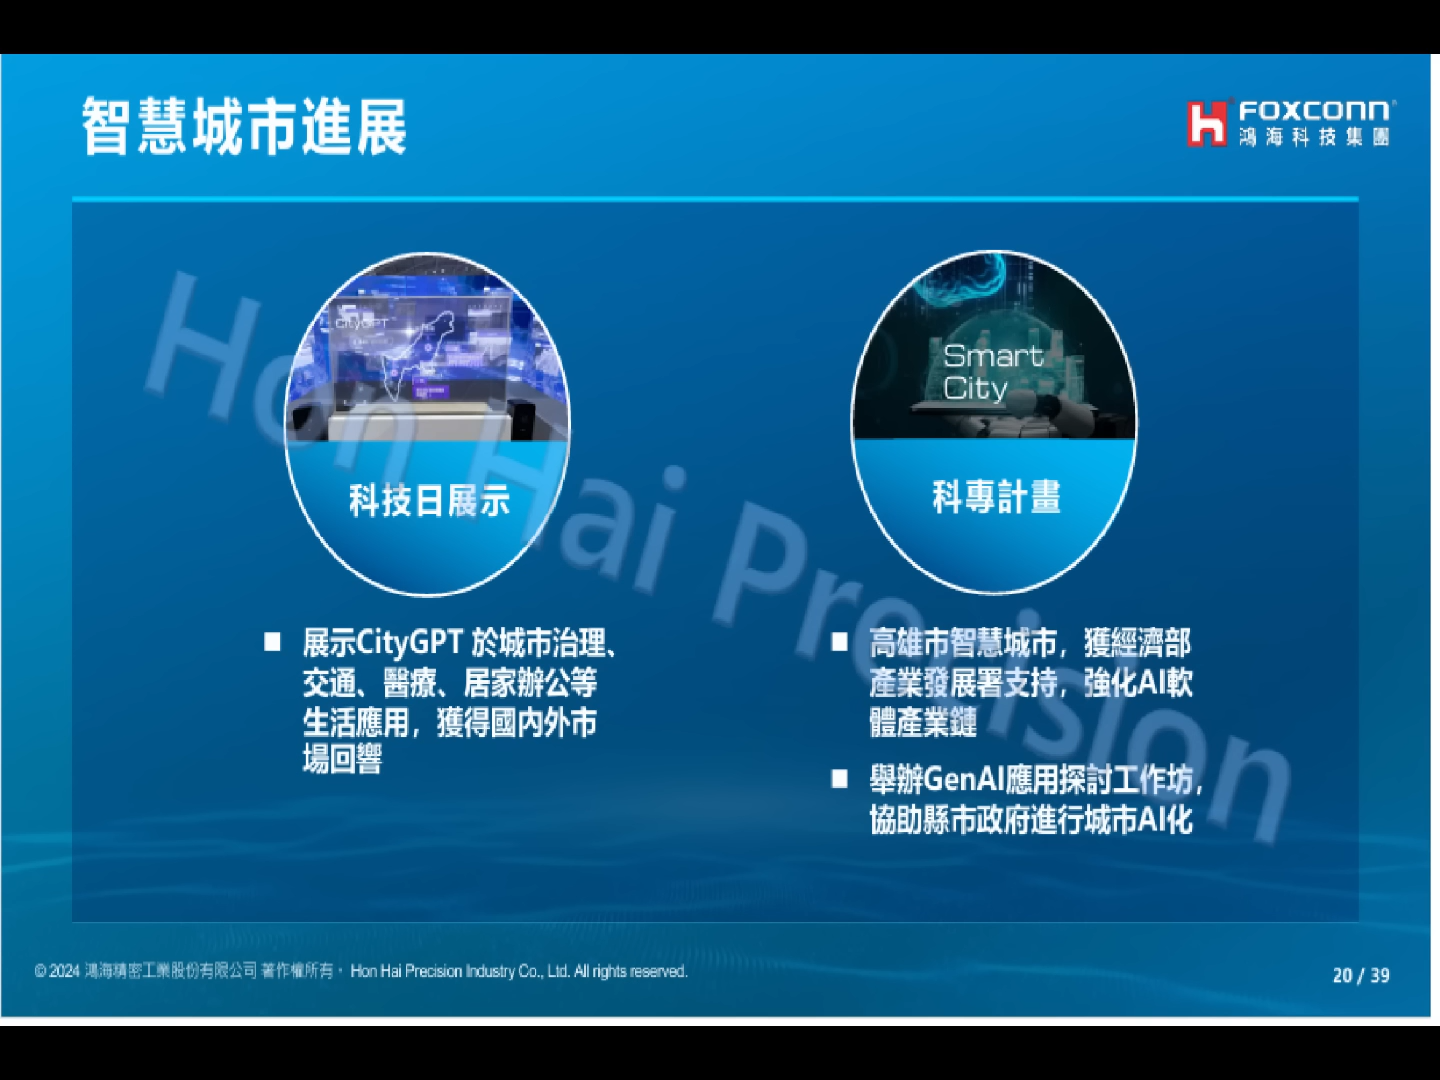 智慧城市進展
FOXCONN
鴻海科技集團
Hon Hai Precision
CityGPT
Smart
City
科技日展示
科專計畫
■ 展示CityGPT 於城市治理、
交通、醫療、居家辦公等
生活應用，獲得國內外市
場回響
■ 高雄市智慧城市，獲經濟部
產業發展署支持，強化AI軟
體產業鏈
■ 舉辦GenAI應用探討工作坊，
協助縣市政府進行城市AI化
© 2024 鴻海精密工業股份有限公司 著作權所有。 Hon Hai Precision Industry Co., Ltd. All rights reserved.
20 / 39